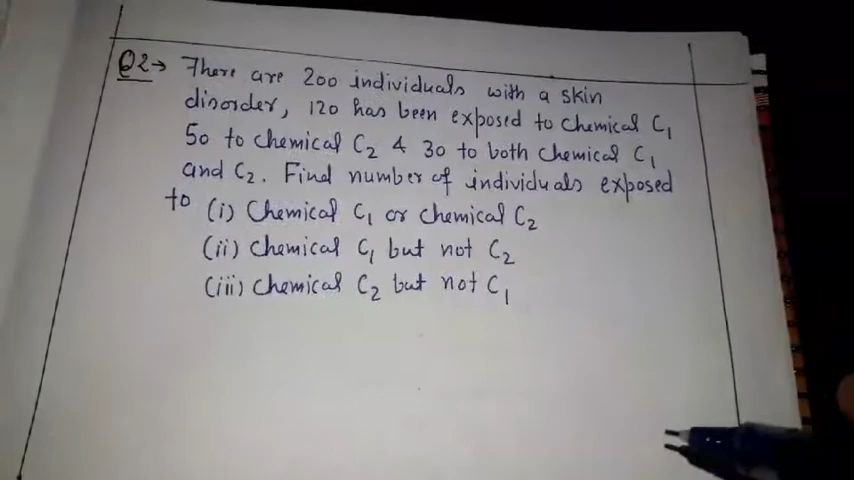 Q2→ There are 200 individuals with a skin
disorder, 120 has been exposed to chemical C₁
50 to chemical C₂ & 30 to both chemical C₁
and C₂. Find number of individuals exposed
to (i) Chemical C₁ or chemical C₂
(ii) chemical C₁ but not C₂
(iii) chemical C₂ but not C₁